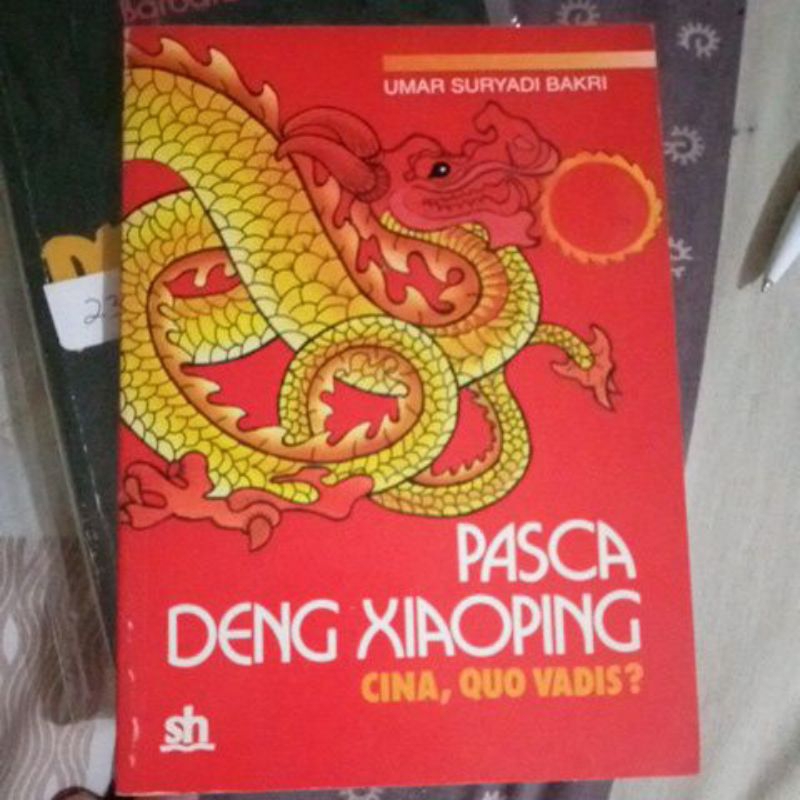 UMAR SURYADI BAKRI
PASCA
DENG XIAOPING
CINA, QUO VADIS?
sh